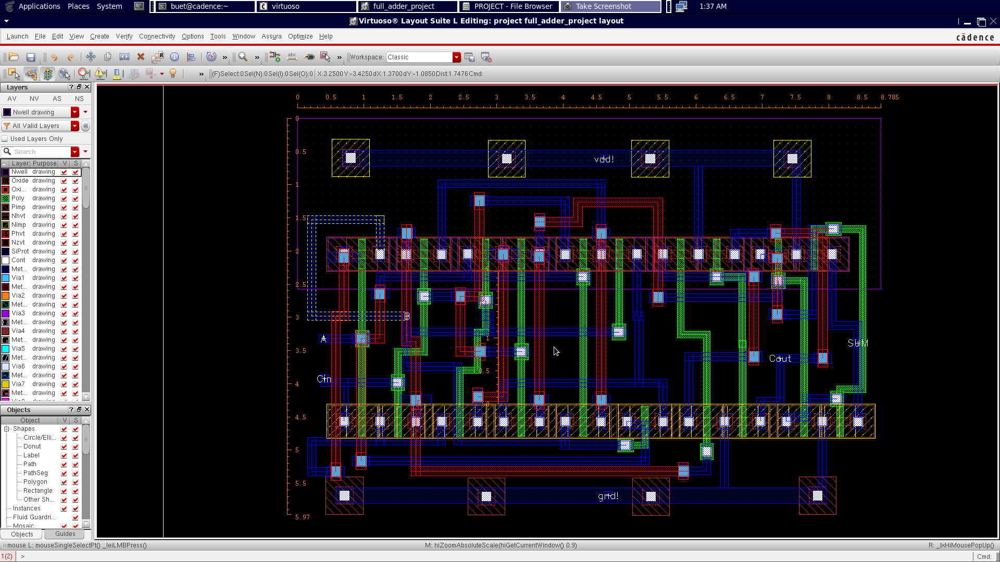 Applications Places System buet@cadence:~ virtuoso full_adder_project PROJECT - File Browser Take Screenshot 1:37 AM
Virtuoso® Layout Suite L Editing: project full_adder_project layout
Launch File Edit View Create Verify Connectivity Options Tools Window Assura Optimize Help
cādence
» » abc » Workspace: Classic
» (F)Select:0 Sel(N):0 Sel(I):0 Sel(O):0 X:3.2500 Y:-3.4250 dX:1.3700 dY:-1.0850 Dist:1.7476 Cmd:
Layers
AV NV AS NS
Nwell drawing
All Valid Layers
Used Layers Only
Search
Layer Purpose V S
Nwell drawing
Oxide drawing
Oxi... drawing
Poly drawing
Pimp drawing
Nhvt drawing
Nimp drawing
Phvt drawing
Nzvt drawing
SiProt drawing
Cont drawing
Met... drawing
Via1 drawing
Met... drawing
Via2 drawing
Met... drawing
Via3 drawing
Met... drawing
Via4 drawing
Met... drawing
Via5 drawing
Met... drawing
Via6 drawing
Met... drawing
Via7 drawing
Met... drawing
Objects
Object V S
Shapes
Circle/Elli...
Donut
Label
Path
PathSeg
Polygon
Rectangle
Other Sh...
Instances
Fluid Guardri...
Mosaic
Objects Guides
0 0.5 1 1.5 2 2.5 3 3.5 4 4.5 5 5.5 6 6.5 7 7.5 8 8.5 8.785
0
0.5
vdd!
1
1.5
2
2.5
3
A
1
SUM
3.5
Cout
0.5
Cin
4
0
4.5
5
5.5
gnd!
5.97
mouse L: mouseSingleSelectPt() _leiLMBPress() M: hiZoomAbsoluteScale(hiGetCurrentWindow() 0.9) R: _lxHiMousePopUp()
1(2) > Cmd: